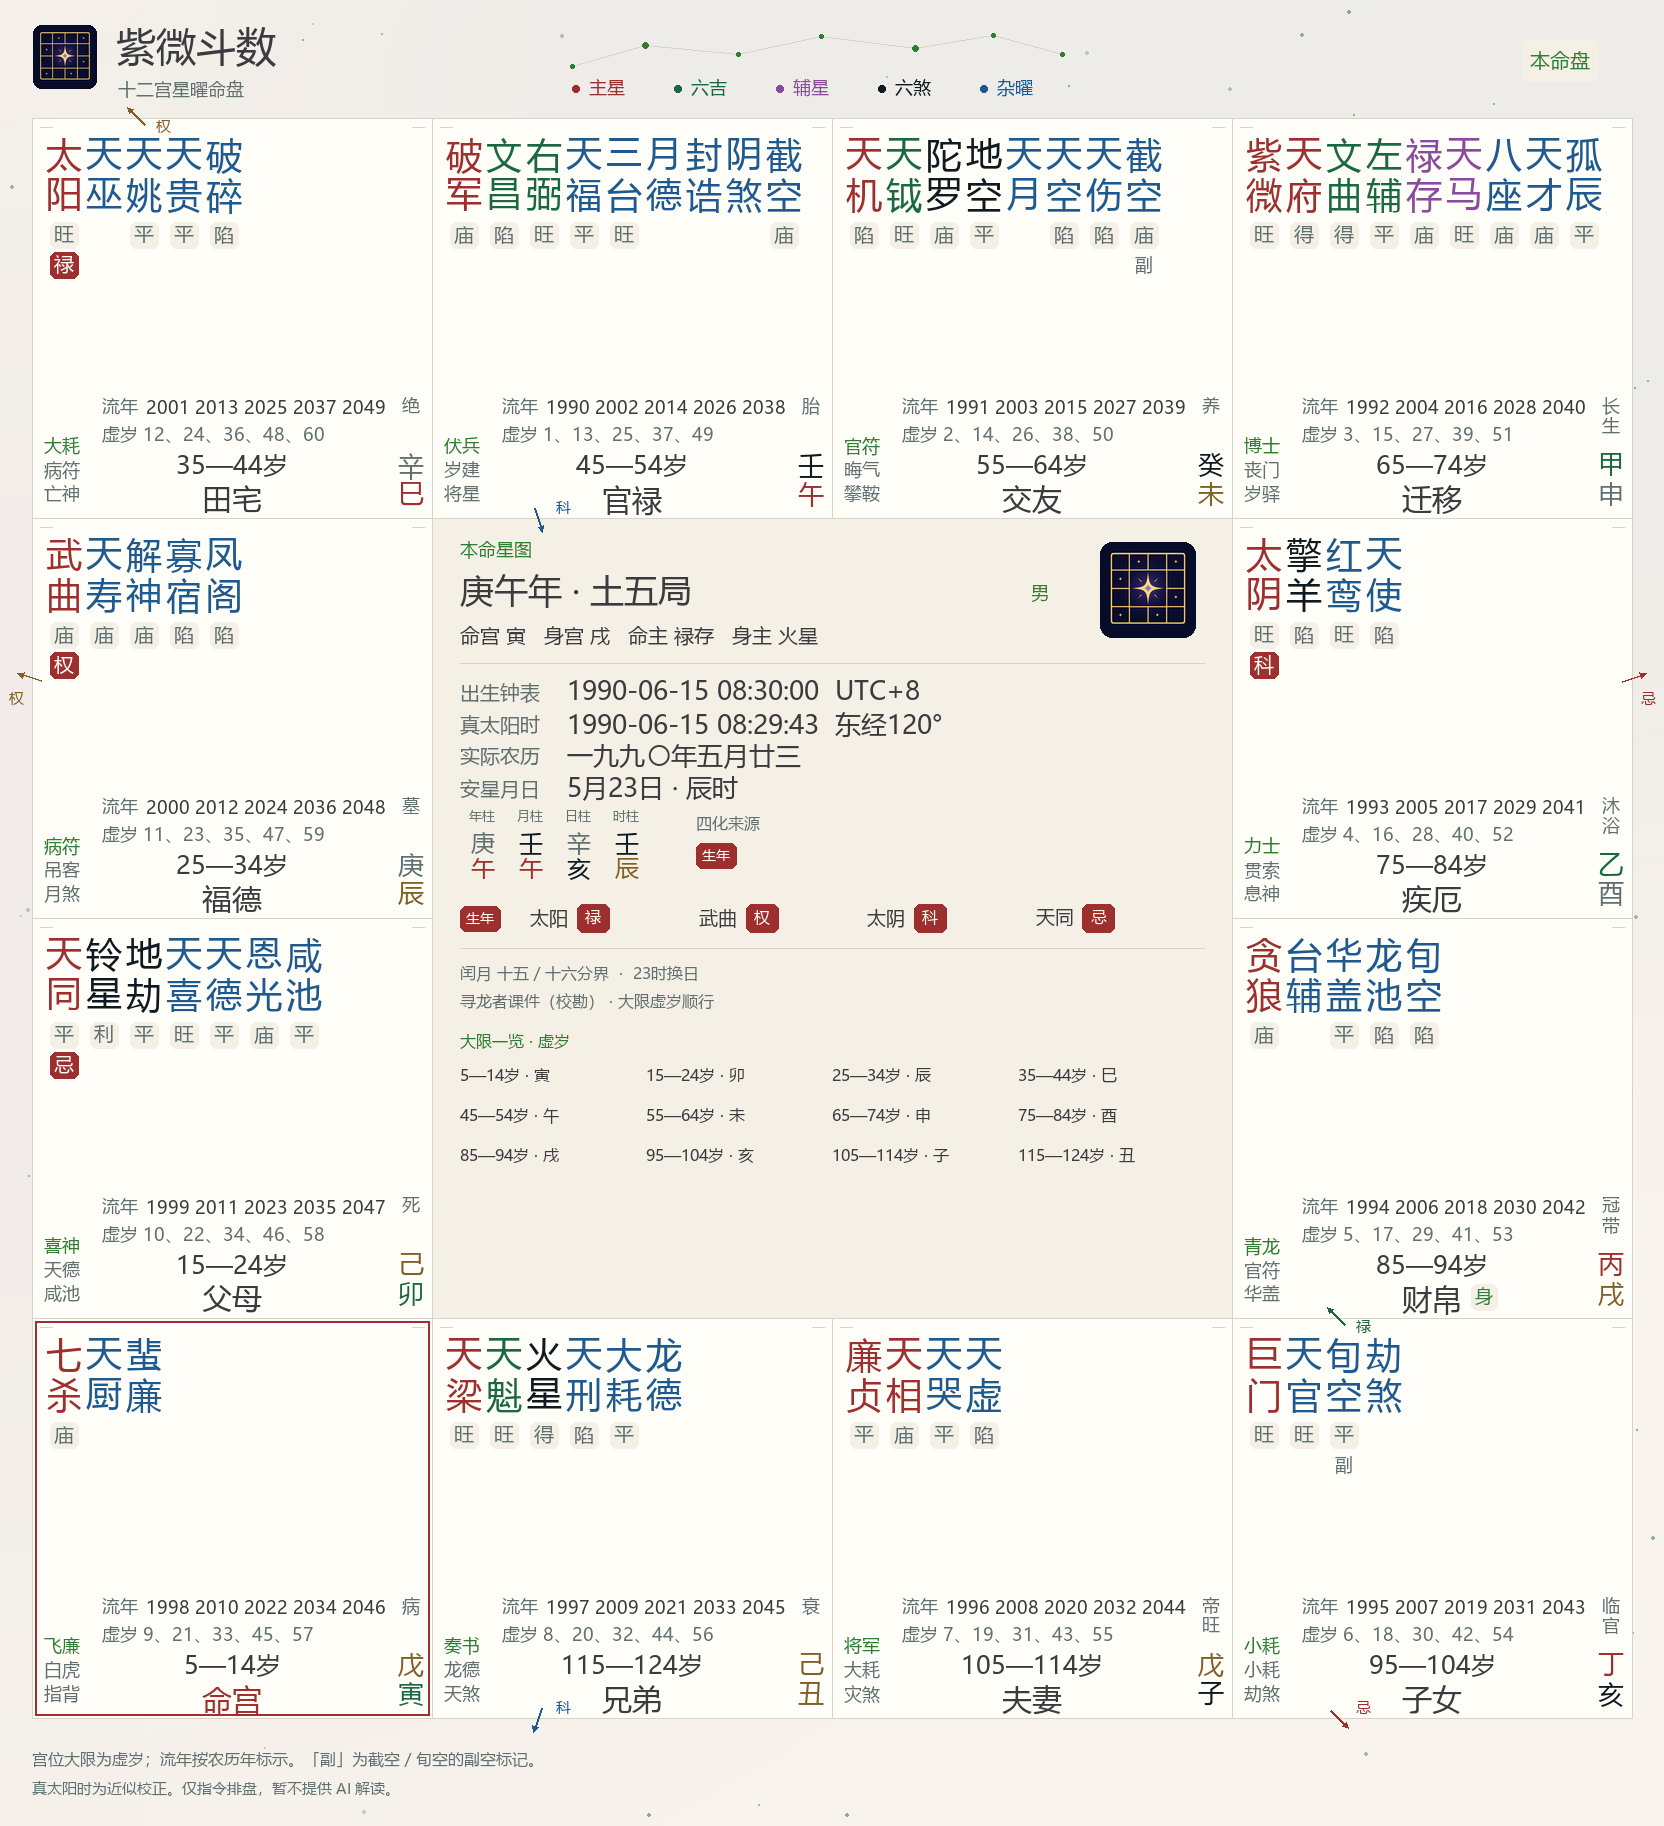 紫微斗数
十二宫星曜命盘
主星 六吉 辅星 六煞 杂曜
本命盘
权
太阳 天巫 天姚 天贵 破碎
旺 平 平 陷
禄
流年 2001 2013 2025 2037 2049 绝
虚岁 12、24、36、48、60
大耗
病符
亡神
35—44岁
田宅
辛巳
破军 文昌 右弼 天福 三台 月德 封诰 阴煞 截空
庙 陷 旺 平 旺 庙
流年 1990 2002 2014 2026 2038 胎
虚岁 1、13、25、37、49
伏兵
岁建
将星
45—54岁
官禄
壬午
科
天机 天钺 陀罗 地空 天月 天空 天伤 截空
陷 旺 庙 平 陷 陷 庙
副
流年 1991 2003 2015 2027 2039 养
虚岁 2、14、26、38、50
官符
晦气
攀鞍
55—64岁
交友
癸未
紫微 天府 文曲 左辅 禄存 天马 八座 天才 孤辰
旺 得 得 平 庙 旺 庙 庙 平
流年 1992 2004 2016 2028 2040 长生
虚岁 3、15、27、39、51
博士
丧门
岁驿
65—74岁
迁移
甲申
武曲 天寿 解神 寡宿 凤阁
庙 庙 庙 陷 陷
权
权
流年 2000 2012 2024 2036 2048 墓
虚岁 11、23、35、47、59
病符
吊客
月煞
25—34岁
福德
庚辰
本命星图
庚午年 · 土五局
男
命宫 寅 身宫 戌 命主 禄存 身主 火星
出生钟表 1990-06-15 08:30:00 UTC+8
真太阳时 1990-06-15 08:29:43 东经120°
实际农历 一九九〇年五月廿三
安星月日 5月23日 · 辰时
年柱 月柱 日柱 时柱
庚午 壬午 辛亥 壬辰
四化来源
生年
生年 太阳 禄 武曲 权 太阴 科 天同 忌
闰月 十五 / 十六分界 · 23时换日
寻龙者课件（校勘） · 大限虚岁顺行
大限一览 · 虚岁
5—14岁 · 寅 15—24岁 · 卯 25—34岁 · 辰 35—44岁 · 巳
45—54岁 · 午 55—64岁 · 未 65—74岁 · 申 75—84岁 · 酉
85—94岁 · 戌 95—104岁 · 亥 105—114岁 · 子 115—124岁 · 丑
太阴 擎羊 红鸾 天使
旺 陷 旺 陷
科
忌
流年 1993 2005 2017 2029 2041 沐浴
虚岁 4、16、28、40、52
力士
贯索
息神
75—84岁
疾厄
乙酉
天同 铃星 地劫 天喜 天德 恩光 咸池
平 利 平 旺 平 庙 平
忌
流年 1999 2011 2023 2035 2047 死
虚岁 10、22、34、46、58
喜神
天德
咸池
15—24岁
父母
己卯
贪狼 台辅 华盖 龙池 旬空
庙 平 陷 陷
流年 1994 2006 2018 2030 2042 冠带
虚岁 5、17、29、41、53
青龙
官符
华盖
85—94岁
财帛 身
丙戌
禄
七杀 天厨 蜚廉
庙
流年 1998 2010 2022 2034 2046 病
虚岁 9、21、33、45、57
飞廉
白虎
指背
5—14岁
命宫
戊寅
天梁 天魁 火星 天刑 大耗 龙德
旺 旺 得 陷 平
流年 1997 2009 2021 2033 2045 衰
虚岁 8、20、32、44、56
奏书
龙德
天煞
115—124岁
兄弟
己丑
科
廉贞 天相 天哭 天虚
平 庙 平 陷
流年 1996 2008 2020 2032 2044 帝旺
虚岁 7、19、31、43、55
将军
大耗
灾煞
105—114岁
夫妻
戊子
巨门 天官 旬空 劫煞
旺 旺 平
副
流年 1995 2007 2019 2031 2043 临官
虚岁 6、18、30、42、54
小耗
小耗
劫煞
95—104岁
子女
丁亥
忌
宫位大限为虚岁；流年按农历年标示。「副」为截空 / 旬空的副空标记。
真太阳时为近似校正。仅指令排盘，暂不提供 AI 解读。